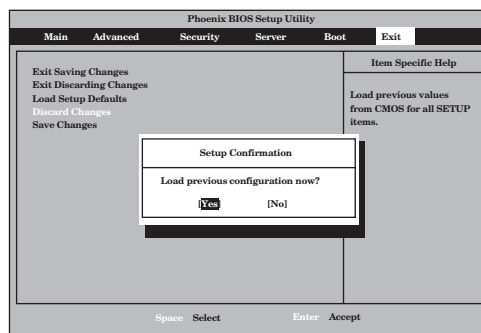 Phoenix BIOS Setup Utility
Main Advanced Security Server Boot Exit
Exit Saving Changes
Exit Discarding Changes
Load Setup Defaults
Discard Changes
Save Changes
Item Specific Help
Load previous values
from CMOS for all SETUP
items.
Setup Confirmation
Load previous configuration now?
[Yes] [No]
Space Select Enter Accept